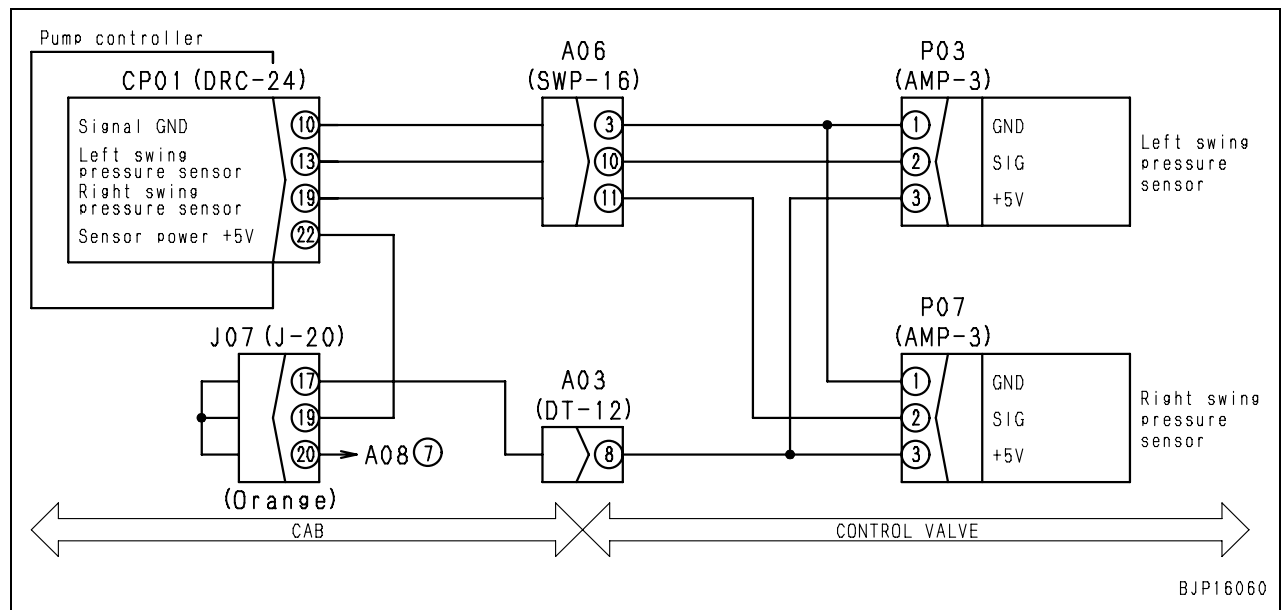 Pump controller
CP01 (DRC-24)
Signal GND
10
Left swing
pressure sensor
13
Right swing
pressure sensor
19
Sensor power +5V
22
A06
(SWP-16)
3
10
11
P03
(AMP-3)
1
GND
2
SIG
3
+5V
Left swing
pressure
sensor
J07 (J-20)
17
19
20
A08 7
(Orange)
A03
(DT-12)
8
P07
(AMP-3)
1
GND
2
SIG
3
+5V
Right swing
pressure
sensor
CAB
CONTROL VALVE
BJP16060